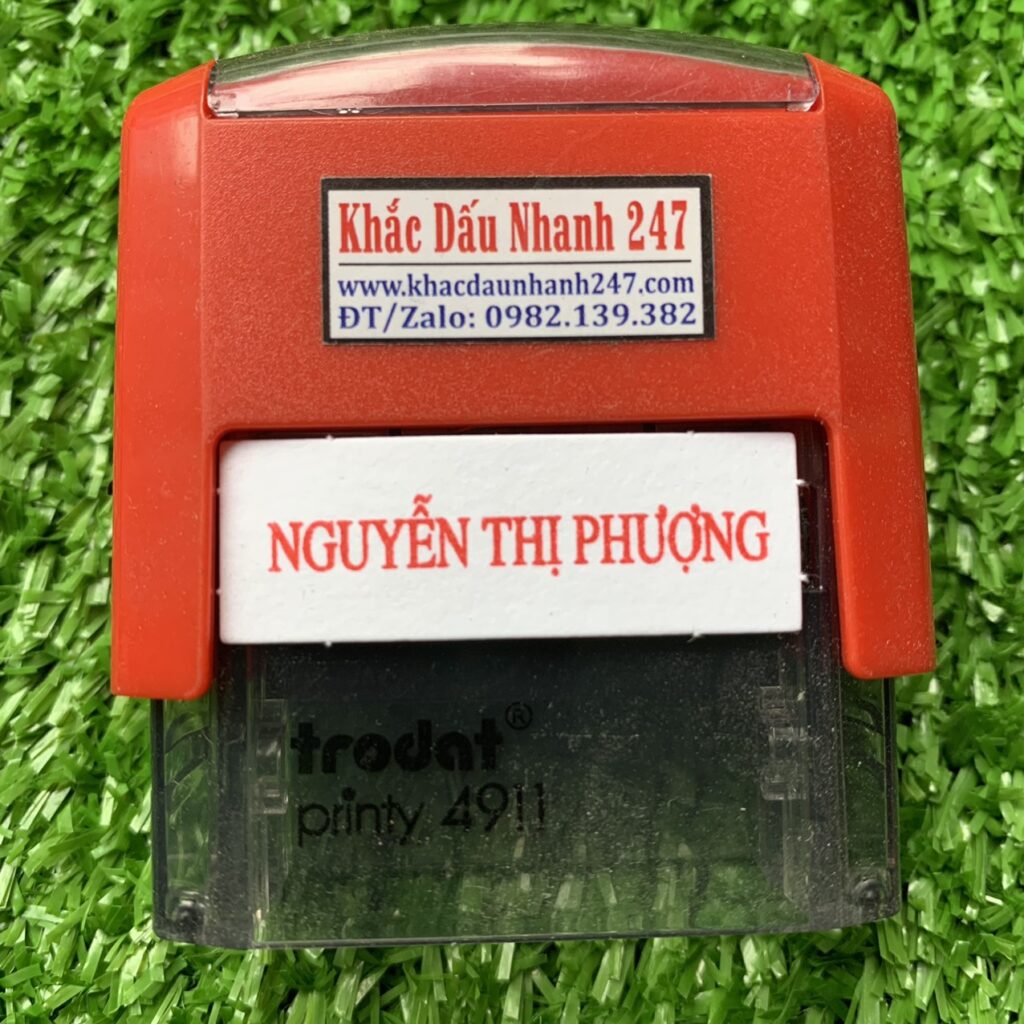 Khắc Dấu Nhanh 247
www.khacdaunhanh247.com
ĐT/Zalo: 0982.139.382
NGUYỄN THỊ PHƯỢNG
trodat®
printy 4911